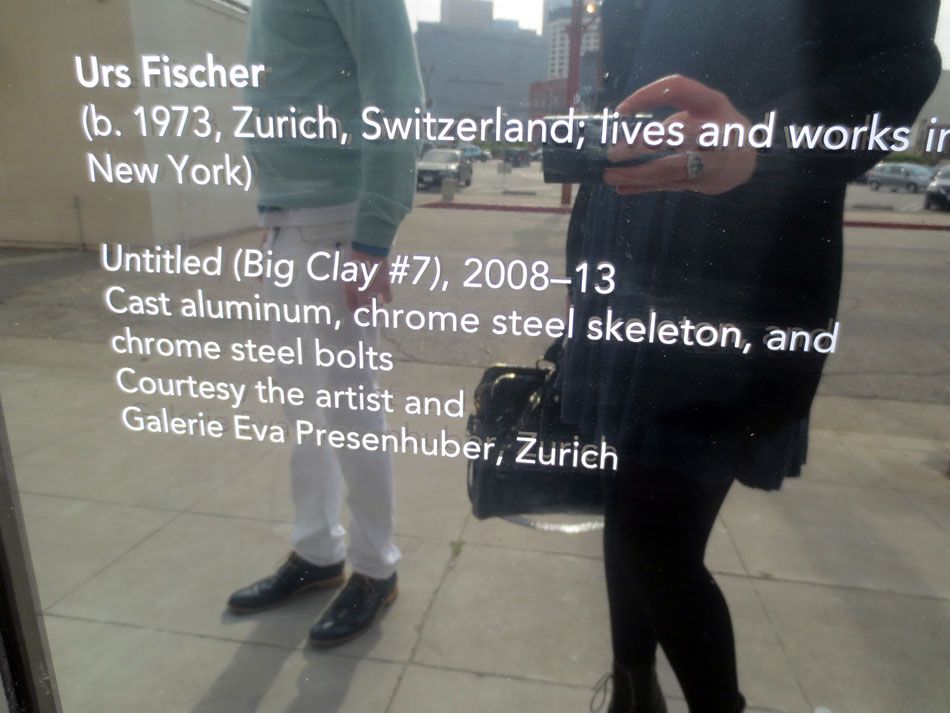 Urs Fischer
(b. 1973, Zurich, Switzerland; lives and works in
New York)
Untitled (Big Clay #7), 2008–13
Cast aluminum, chrome steel skeleton, and
chrome steel bolts
Courtesy the artist and
Galerie Eva Presenhuber, Zurich